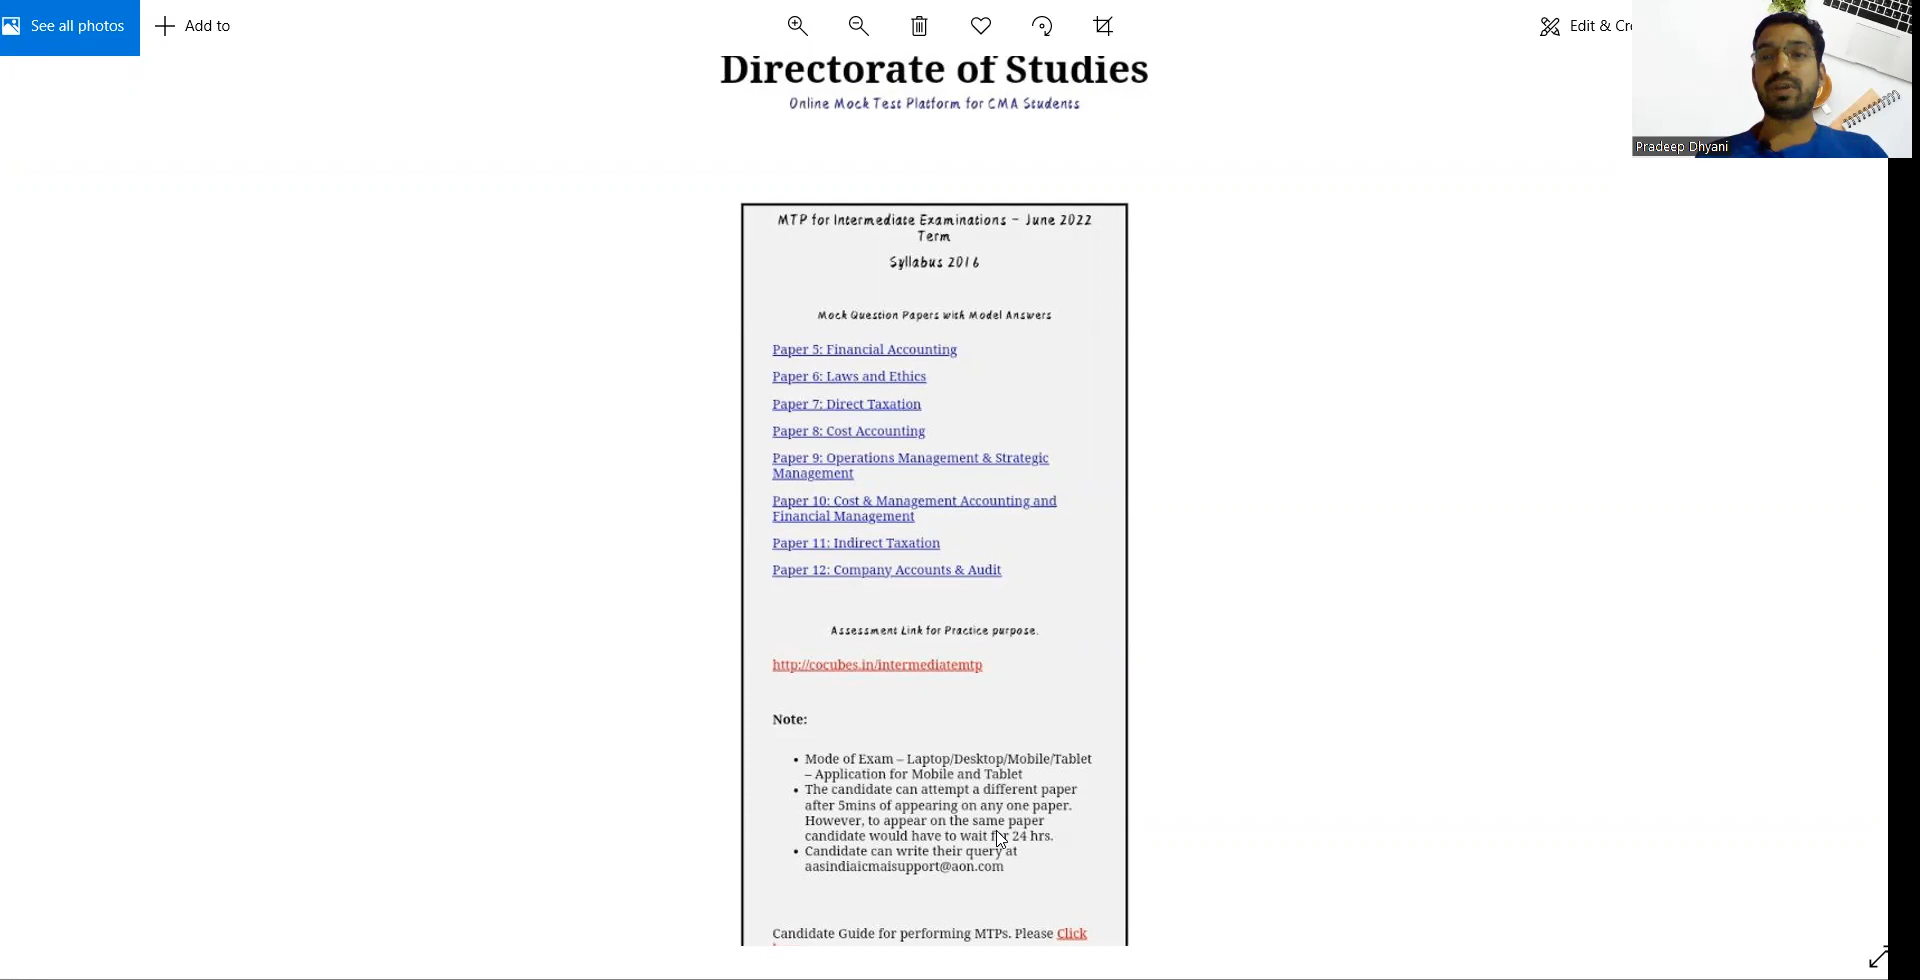 See all photos
Add to
Edit & Cre
Directorate of Studies
Online Mock Test Platform for CMA Students
Pradeep Dhyani
MTP for Intermediate Examinations – June 2022
Term
Syllabus 2016
Mock Question Papers with Model Answers
Paper 5: Financial Accounting
Paper 6: Laws and Ethics
Paper 7: Direct Taxation
Paper 8: Cost Accounting
Paper 9: Operations Management & Strategic
Management
Paper 10: Cost & Management Accounting and
Financial Management
Paper 11: Indirect Taxation
Paper 12: Company Accounts & Audit
Assessment Link for Practice purpose.
http://cocubes.in/intermediatemtp
Note:
• Mode of Exam – Laptop/Desktop/Mobile/Tablet
– Application for Mobile and Tablet
• The candidate can attempt a different paper
after 5mins of appearing on any one paper.
However, to appear on the same paper
candidate would have to wait for 24 hrs.
• Candidate can write their query at
aasindiaicmaisupport@aon.com
Candidate Guide for performing MTPs. Please Click